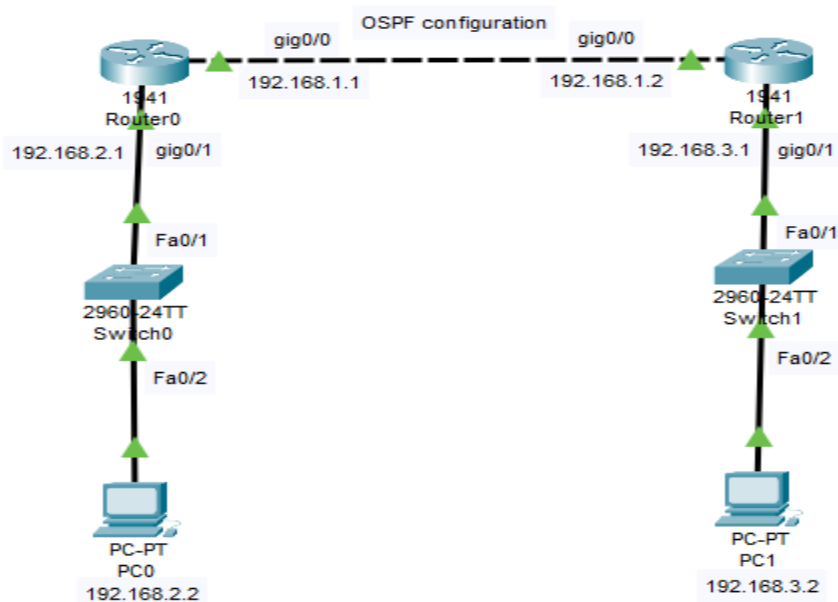 OSPF configuration
gig0/0
gig0/0
192.168.1.1
192.168.1.2
1941
Router0
1941
Router1
192.168.2.1
gig0/1
192.168.3.1
gig0/1
Fa0/1
Fa0/1
2960-24TT
Switch0
2960-24TT
Switch1
Fa0/2
Fa0/2
PC-PT
PC0
192.168.2.2
PC-PT
PC1
192.168.3.2